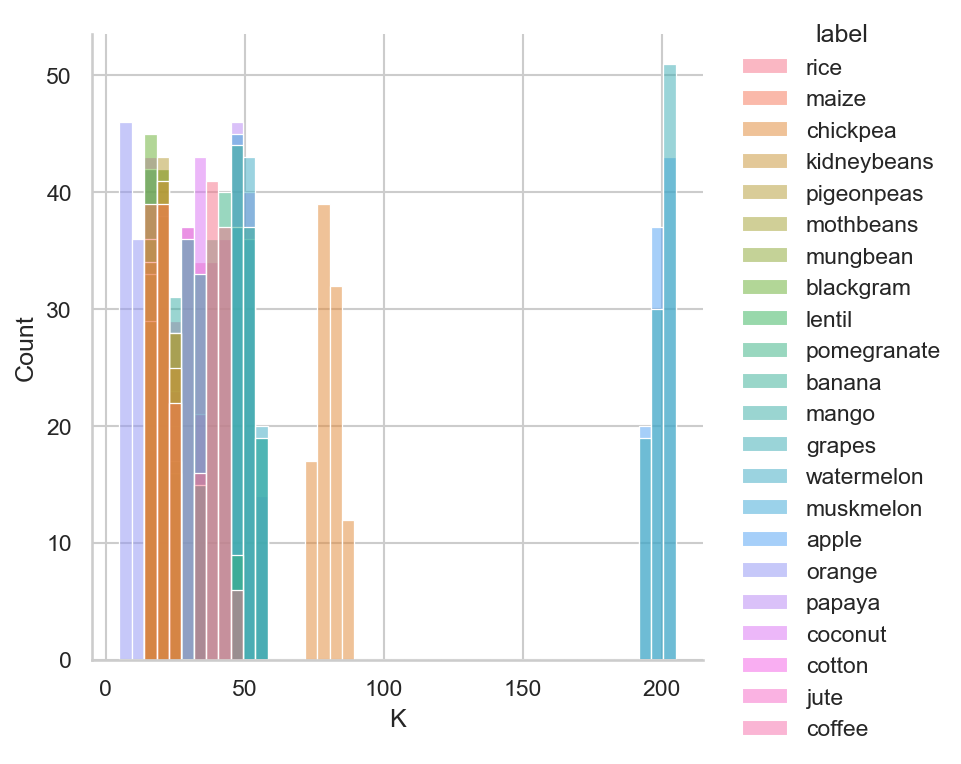 label
rice
maize
chickpea
kidneybeans
pigeonpeas
mothbeans
mungbean
blackgram
lentil
pomegranate
banana
mango
grapes
watermelon
muskmelon
apple
orange
papaya
coconut
cotton
jute
coffee
Count
50
40
30
20
10
0
0 50 100 150 200
K